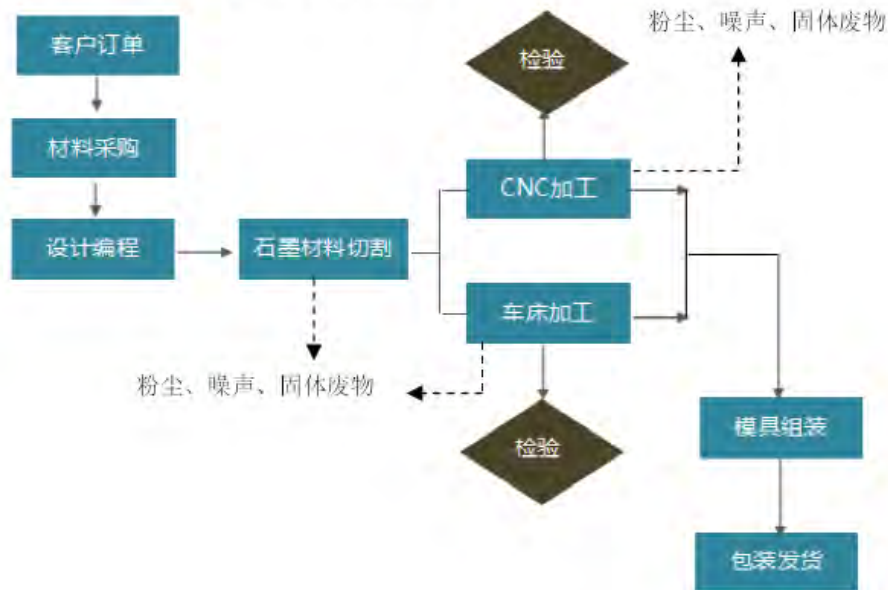 客户订单
材料采购
设计编程
石墨材料切割
粉尘、噪声、固体废物
检验
CNC加工
粉尘、噪声、固体废物
车床加工
检验
模具组装
包装发货